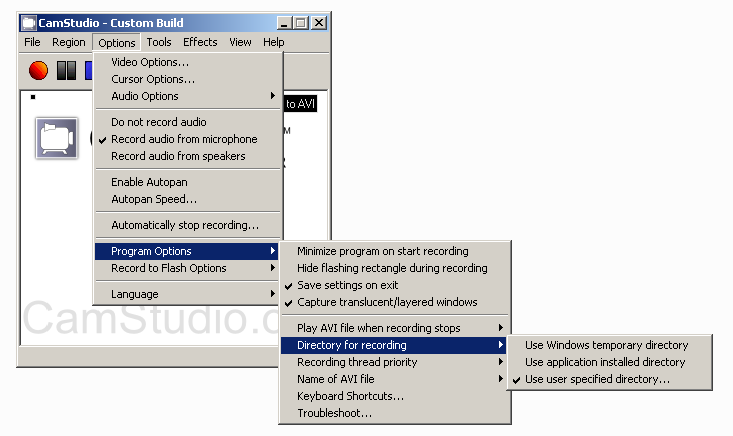 CamStudio - Custom Build
File Region Options Tools Effects View Help
Video Options...
Cursor Options...
Audio Options
to AVI
Do not record audio
Record audio from microphone
Record audio from speakers
Enable Autopan
Autopan Speed...
Automatically stop recording...
Program Options
Record to Flash Options
Language
CamStudio.
Minimize program on start recording
Hide flashing rectangle during recording
Save settings on exit
Capture translucent/layered windows
Play AVI file when recording stops
Directory for recording
Recording thread priority
Name of AVI file
Keyboard Shortcuts...
Troubleshoot...
Use Windows temporary directory
Use application installed directory
Use user specified directory...